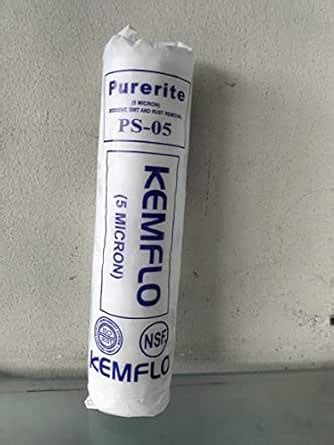 Purerite
(5 MICRON)
SEDIMENT, DIRT AND RUST REMOVAL
PS-05
KEMFLO
(5 MICRON)
NSF
KEMFLO